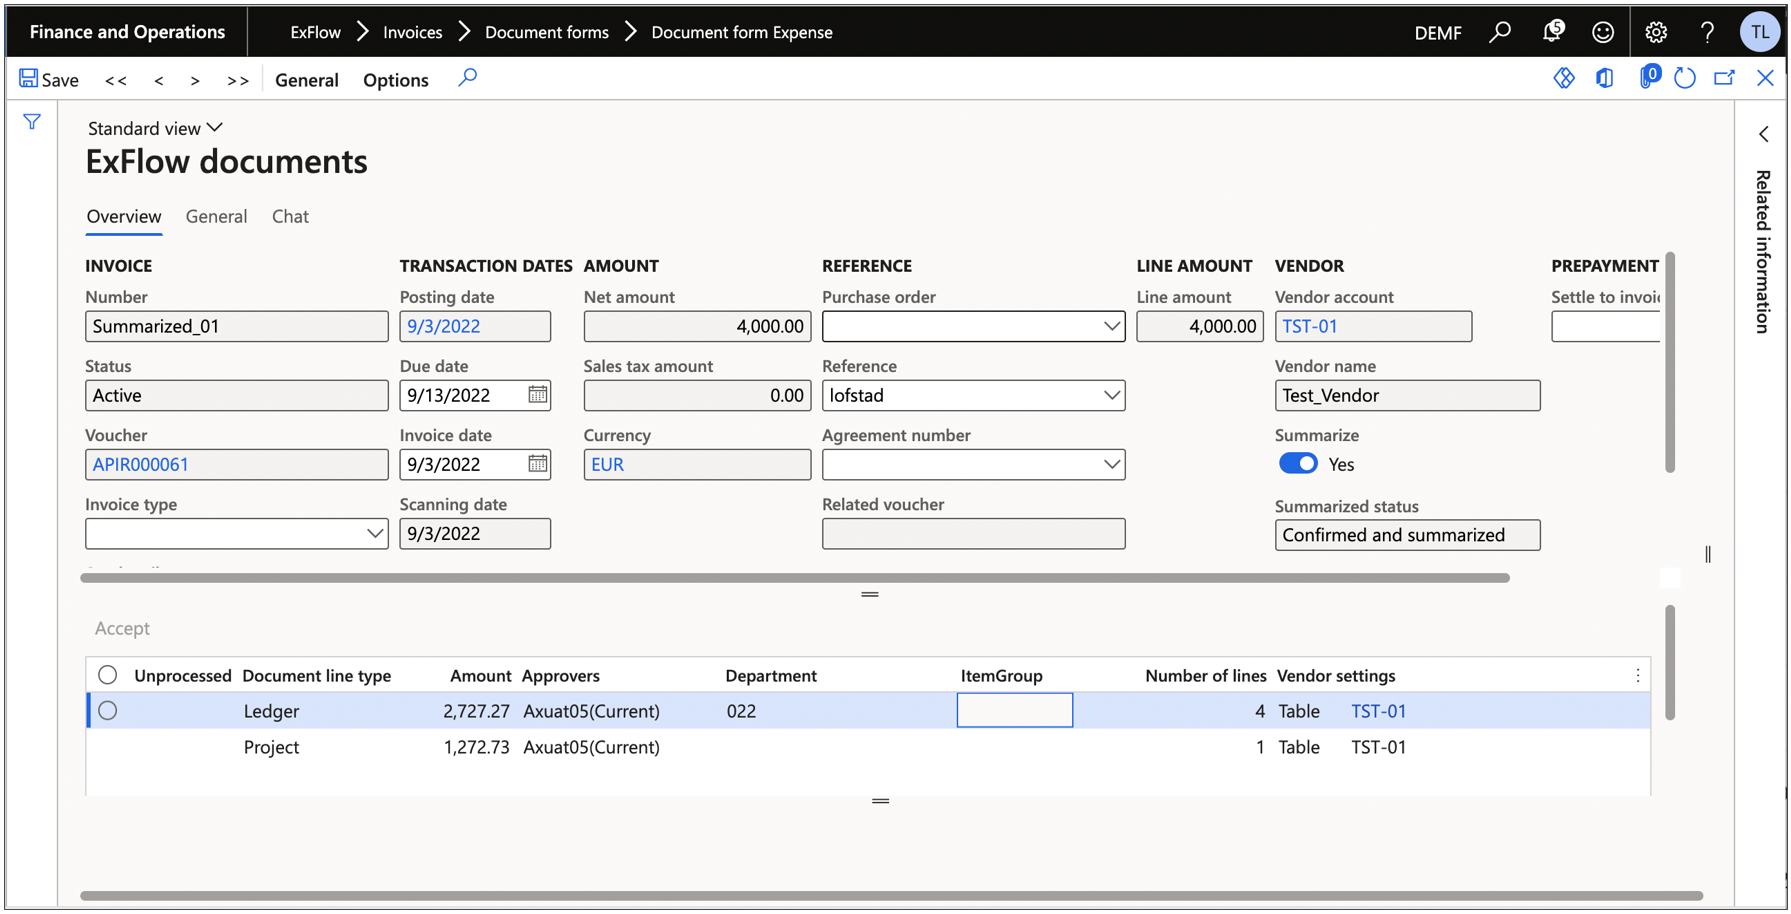 Finance and Operations
ExFlow
Invoices
Document forms
Document form Expense
DEMF
5
?
TL
Save
<<
<
>
>>
General
Options
0
Standard view
ExFlow documents
Overview
General
Chat
INVOICE
TRANSACTION DATES
AMOUNT
REFERENCE
LINE AMOUNT
VENDOR
PREPAYMENT
Number
Posting date
Net amount
Purchase order
Line amount
Vendor account
Settle to invoi
Summarized_01
9/3/2022
4,000.00
4,000.00
TST-01
Status
Due date
Sales tax amount
Reference
Vendor name
Active
9/13/2022
0.00
lofstad
Test_Vendor
Voucher
Invoice date
Currency
Agreement number
Summarize
APIR000061
9/3/2022
EUR
Yes
Invoice type
Scanning date
Related voucher
Summarized status
9/3/2022
Confirmed and summarized
Related information
Accept
Unprocessed Document line type Amount Approvers Department ItemGroup Number of lines Vendor settings
Ledger 2,727.27 Axuat05(Current) 022 4 Table TST-01
Project 1,272.73 Axuat05(Current) 1 Table TST-01